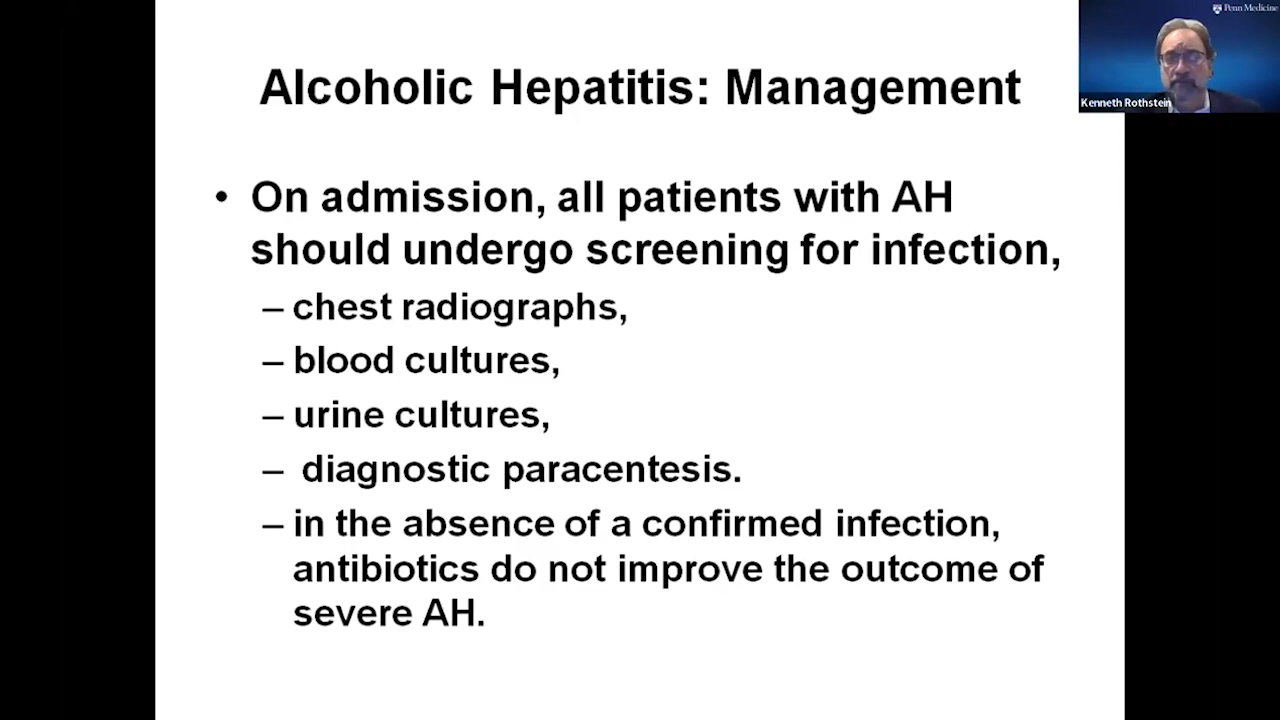 Alcoholic Hepatitis: Management
• On admission, all patients with AH
should undergo screening for infection,
– chest radiographs,
– blood cultures,
– urine cultures,
– diagnostic paracentesis.
– in the absence of a confirmed infection,
antibiotics do not improve the outcome of
severe AH.
Penn Medicine
Kenneth Rothstein